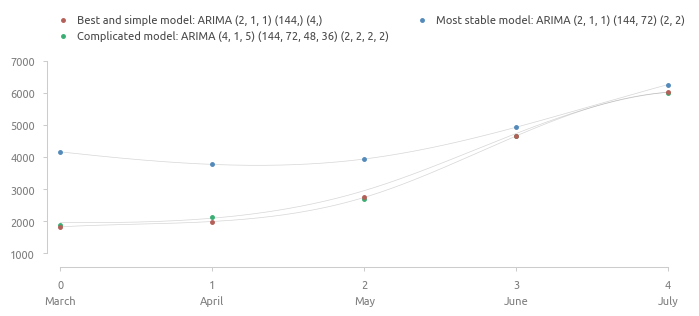 Best and simple model: ARIMA (2, 1, 1) (144,) (4,)
Most stable model: ARIMA (2, 1, 1) (144, 72) (2, 2)
Complicated model: ARIMA (4, 1, 5) (144, 72, 48, 36) (2, 2, 2, 2)
7000
6000
5000
4000
3000
2000
1000
0 1 2 3 4
March April May June July